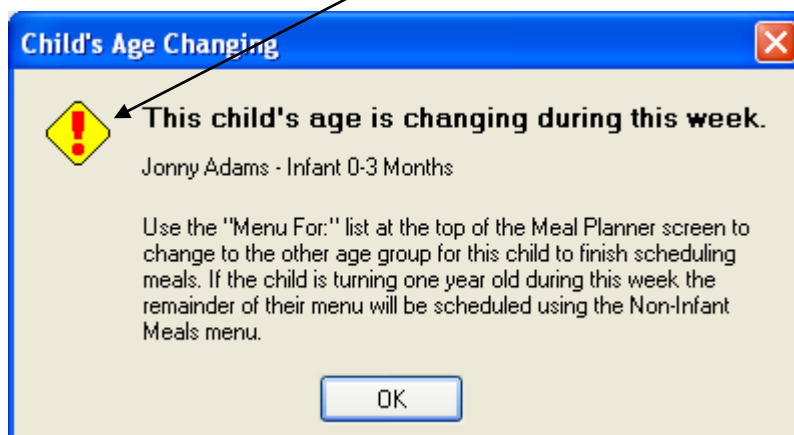 Child's Age Changing
This child's age is changing during this week.
Jonny Adams - Infant 0-3 Months
Use the "Menu For:" list at the top of the Meal Planner screen to
change to the other age group for this child to finish scheduling
meals. If the child is turning one year old during this week the
remainder of their menu will be scheduled using the Non-Infant
Meals menu.
OK